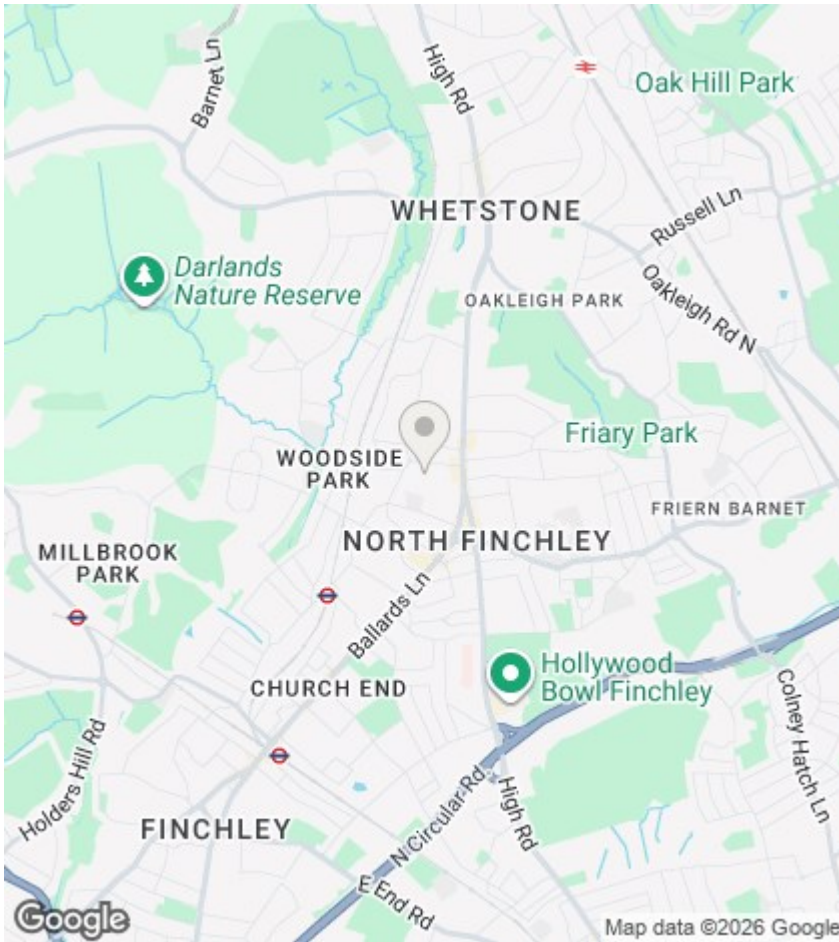 Barnet Ln
High Rd
Oak Hill Park
WHETSTONE
Russell Ln
Darlands
Nature Reserve
OAKLEIGH PARK
Oakleigh Rd N
Friary Park
WOODSIDE
PARK
FRIERN BARNET
NORTH FINCHLEY
MILLBROOK
PARK
Ballards Ln
Hollywood
Bowl Finchley
CHURCH END
Colney Hatch Ln
Holders Hill Rd
N Circular Rd
High Rd
FINCHLEY
E End Rd
Google
Map data ©2026 Google